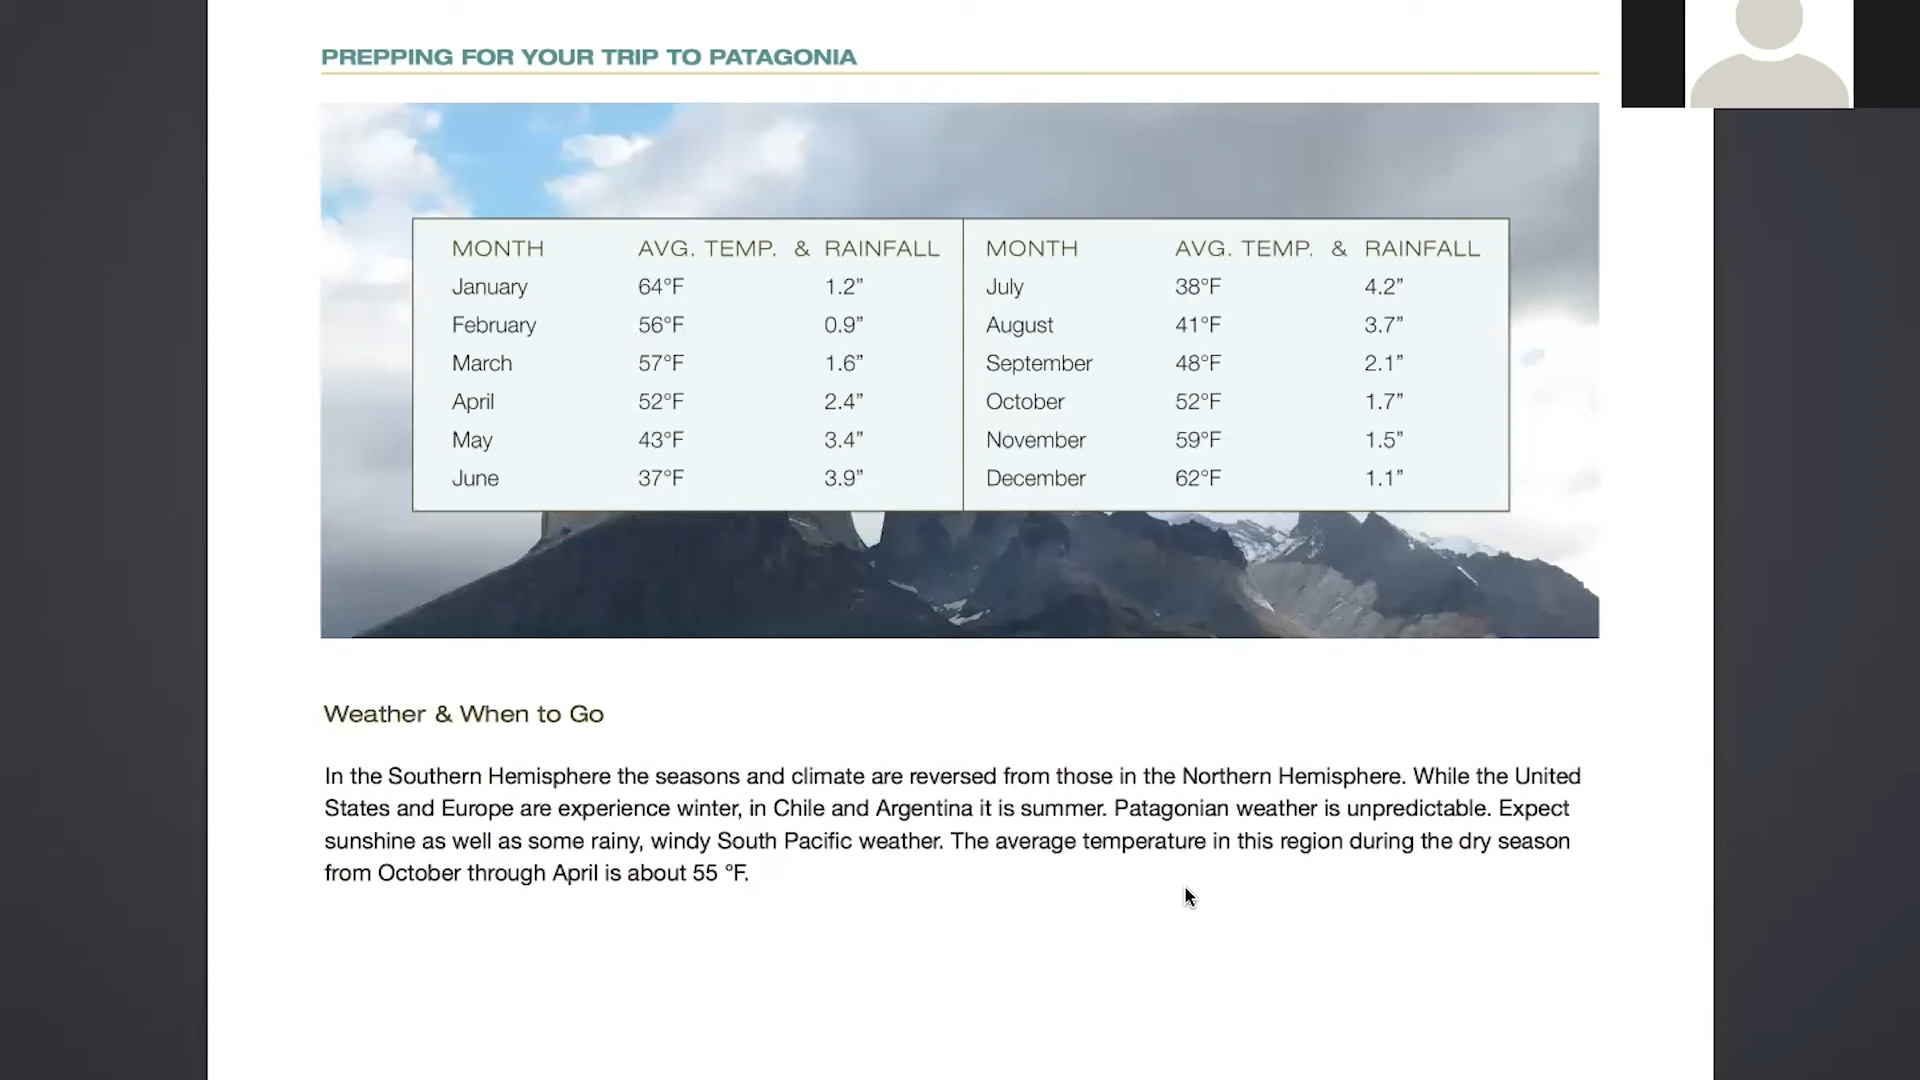 PREPPING FOR YOUR TRIP TO PATAGONIA
MONTH AVG. TEMP. & RAINFALL MONTH AVG. TEMP. & RAINFALL
January 64°F 1.2” July 38°F 4.2”
February 56°F 0.9” August 41°F 3.7”
March 57°F 1.6” September 48°F 2.1”
April 52°F 2.4” October 52°F 1.7”
May 43°F 3.4” November 59°F 1.5”
June 37°F 3.9” December 62°F 1.1”
Weather & When to Go
In the Southern Hemisphere the seasons and climate are reversed from those in the Northern Hemisphere. While the United
States and Europe are experience winter, in Chile and Argentina it is summer. Patagonian weather is unpredictable. Expect
sunshine as well as some rainy, windy South Pacific weather. The average temperature in this region during the dry season
from October through April is about 55 °F.